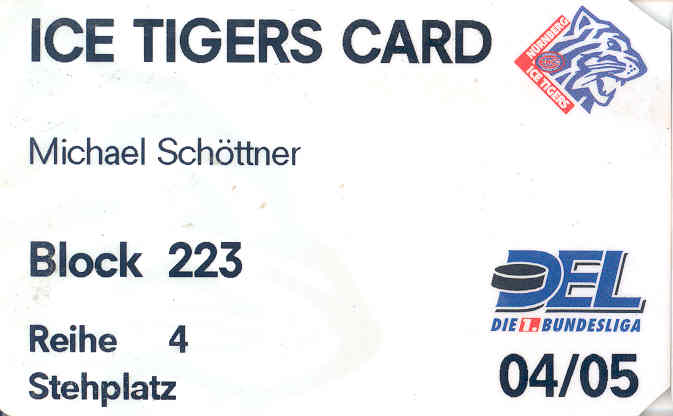 ICE TIGERS CARD
NÜRNBERG
ICE TIGERS
Michael Schöttner
Block 223
DEL
DIE 1. BUNDESLIGA
Reihe 4
Stehplatz
04/05